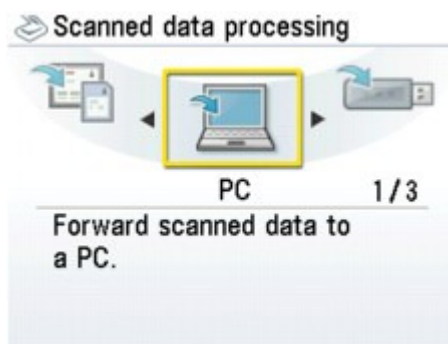 Scanned data processing
PC 1/3
Forward scanned data to
a PC.